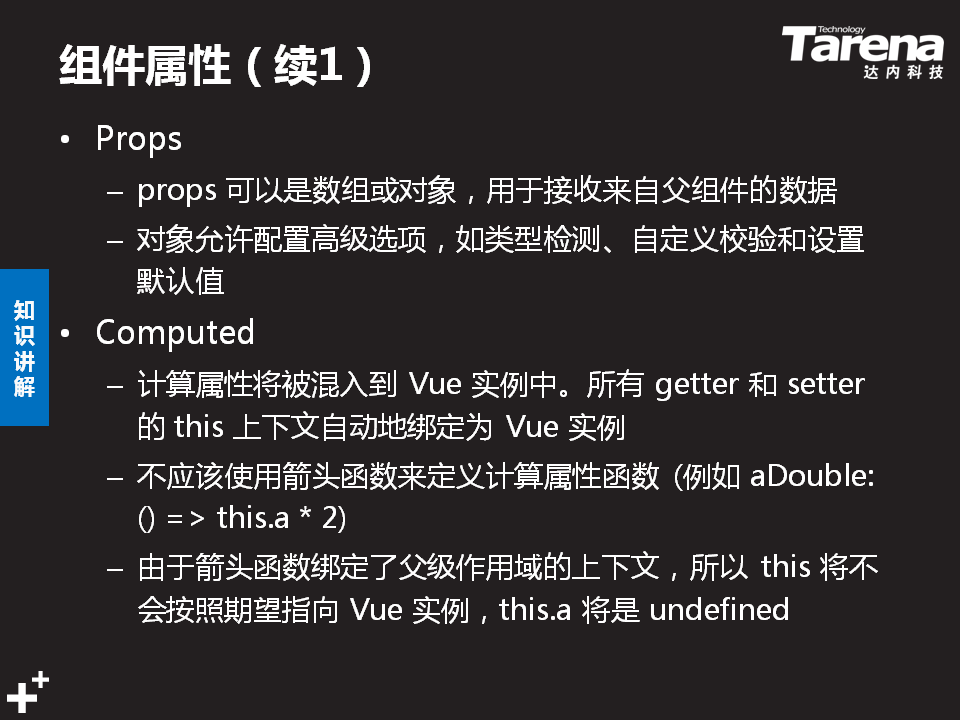 组件属性（续1）
Technology
Tarena
达内科技
• Props
– props 可以是数组或对象，用于接收来自父组件的数据
– 对象允许配置高级选项，如类型检测、自定义校验和设置
默认值
知识讲解
• Computed
– 计算属性将被混入到 Vue 实例中。所有 getter 和 setter
的 this 上下文自动地绑定为 Vue 实例
– 不应该使用箭头函数来定义计算属性函数 (例如 aDouble:
() => this.a * 2)
– 由于箭头函数绑定了父级作用域的上下文，所以 this 将不
会按照期望指向 Vue 实例，this.a 将是 undefined